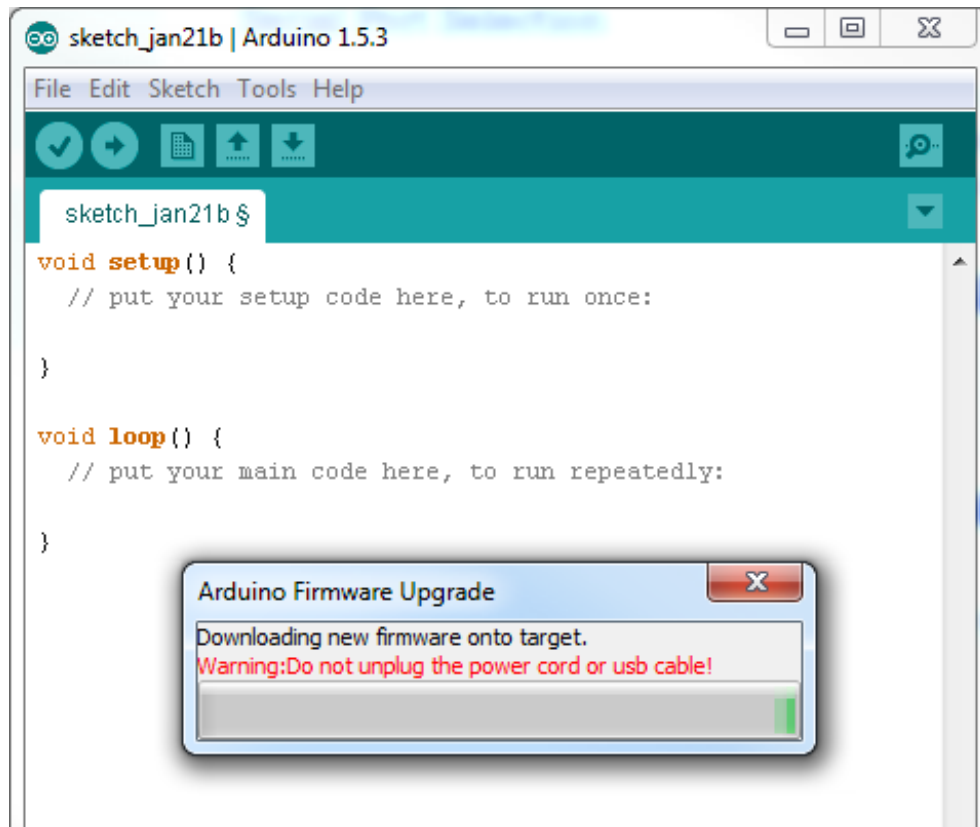 sketch_jan21b | Arduino 1.5.3
File Edit Sketch Tools Help
sketch_jan21b §
void setup() {
// put your setup code here, to run once:
}
void loop() {
// put your main code here, to run repeatedly:
}
Arduino Firmware Upgrade
Downloading new firmware onto target.
Warning:Do not unplug the power cord or usb cable!